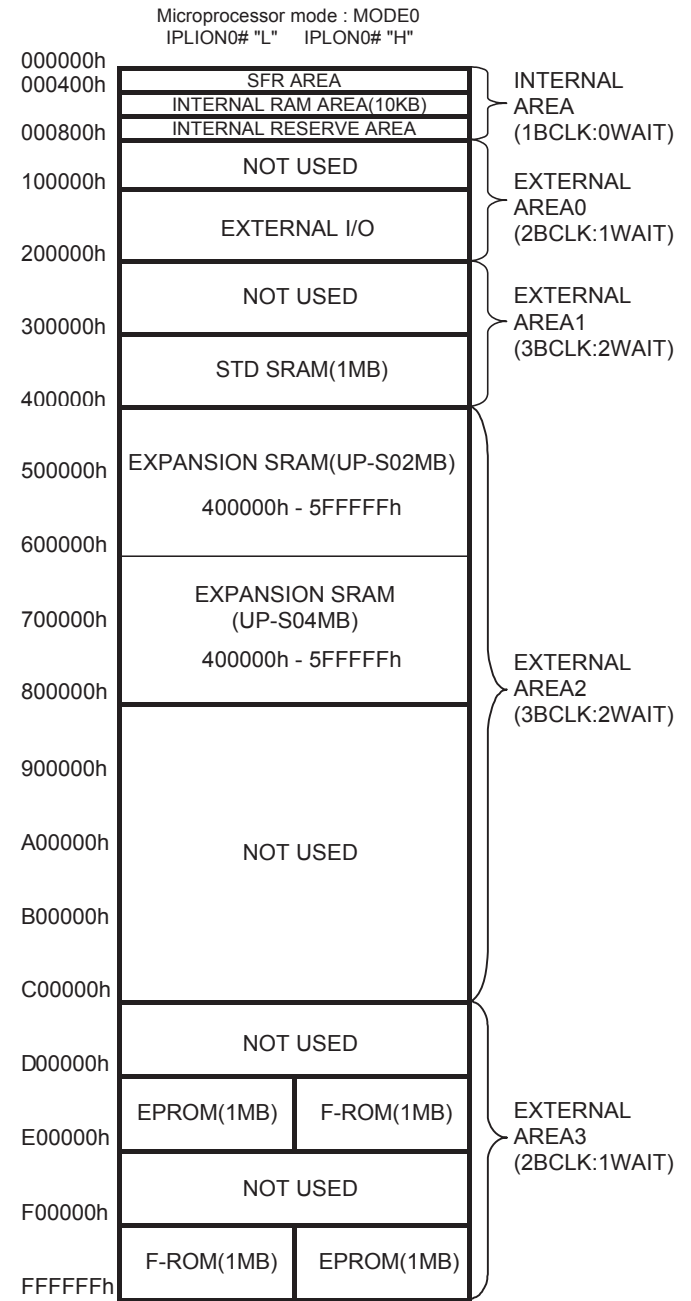 Microprocessor mode : MODE0
IPLION0# "L" IPLON0# "H"
000000h
000400h
SFR AREA
INTERNAL RAM AREA(10KB)
000800h
INTERNAL RESERVE AREA
INTERNAL
AREA
(1BCLK:0WAIT)
NOT USED
100000h
EXTERNAL I/O
200000h
EXTERNAL
AREA0
(2BCLK:1WAIT)
NOT USED
300000h
STD SRAM(1MB)
400000h
EXTERNAL
AREA1
(3BCLK:2WAIT)
EXPANSION SRAM(UP-S02MB)
500000h
400000h - 5FFFFFh
600000h
EXPANSION SRAM
(UP-S04MB)
700000h
400000h - 5FFFFFh
800000h
EXTERNAL
AREA2
(3BCLK:2WAIT)
900000h
A00000h
NOT USED
B00000h
C00000h
NOT USED
D00000h
EPROM(1MB) F-ROM(1MB)
E00000h
EXTERNAL
AREA3
(2BCLK:1WAIT)
NOT USED
F00000h
F-ROM(1MB) EPROM(1MB)
FFFFFFh